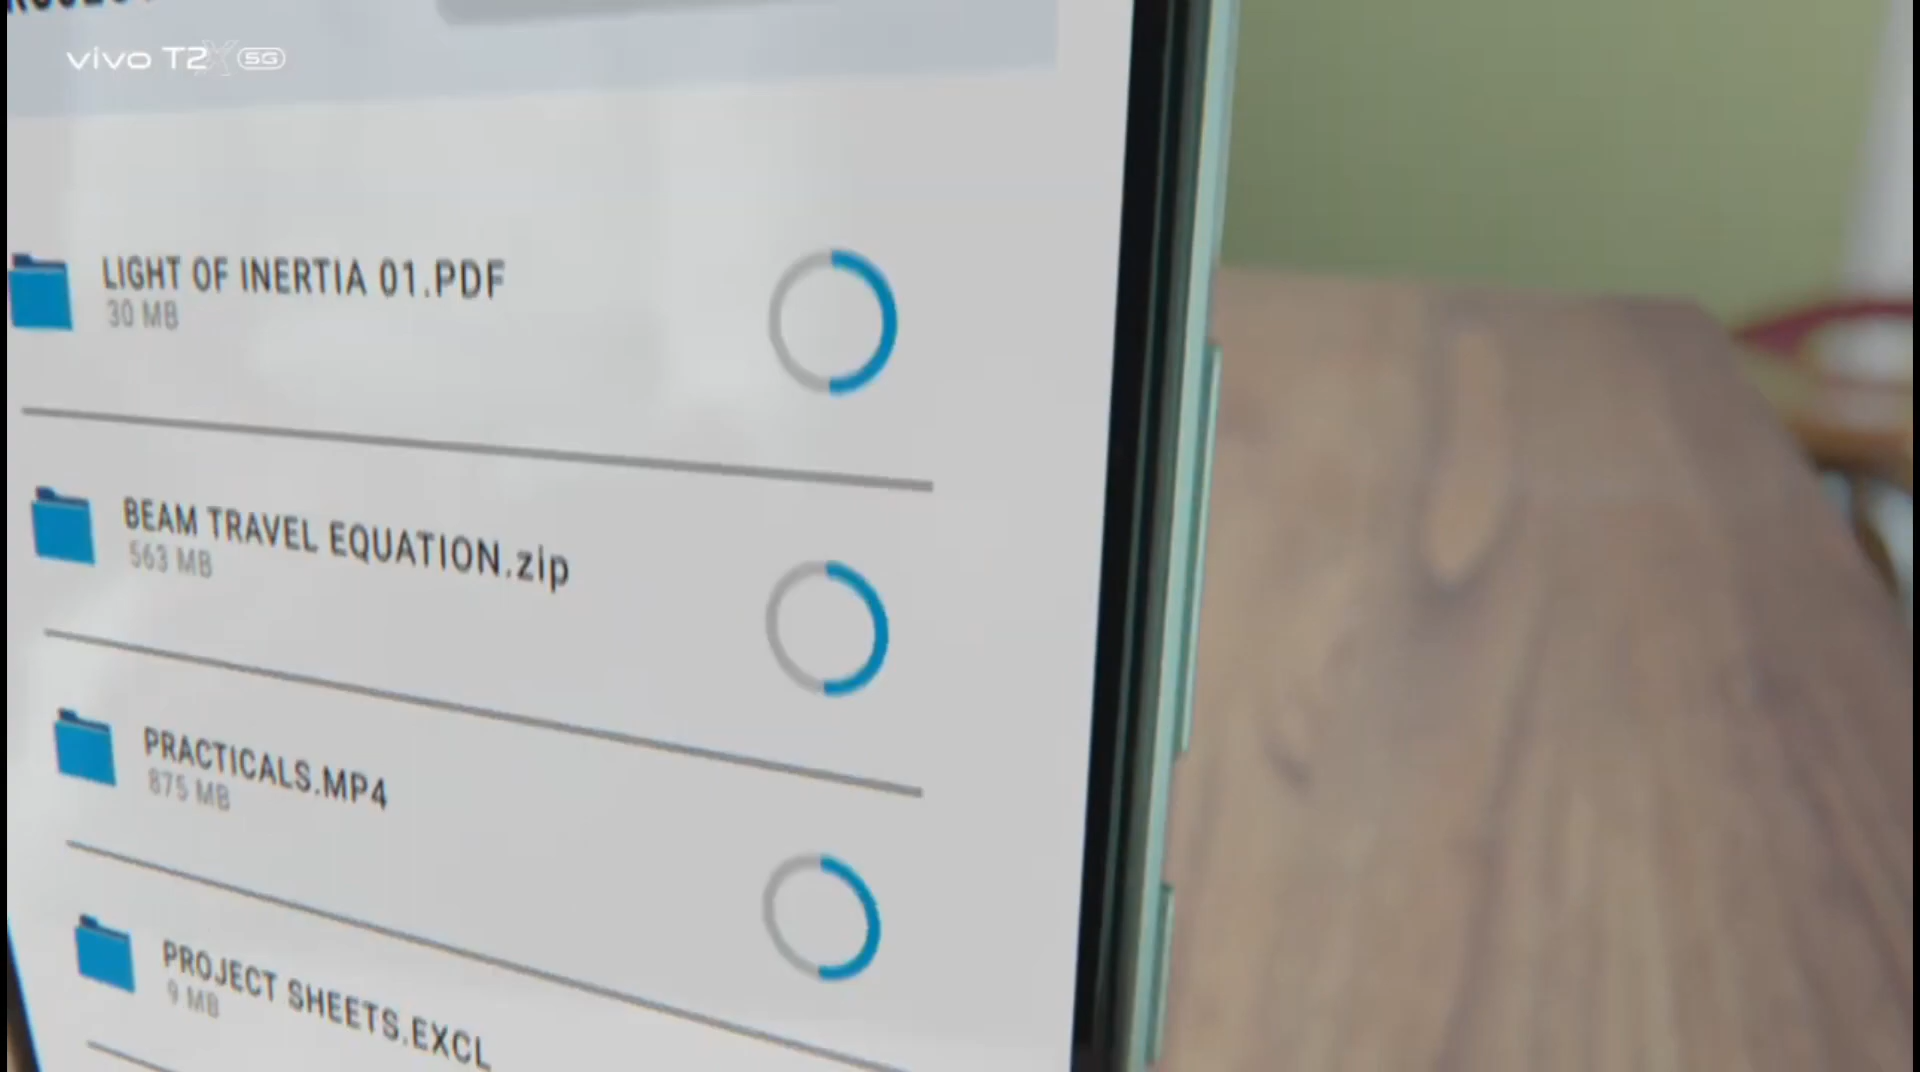 vivo T2X 5G
LIGHT OF INERTIA 01.PDF
30 MB
BEAM TRAVEL EQUATION.zip
563 MB
PRACTICALS.MP4
875 MB
PROJECT SHEETS.EXCL
9 MB